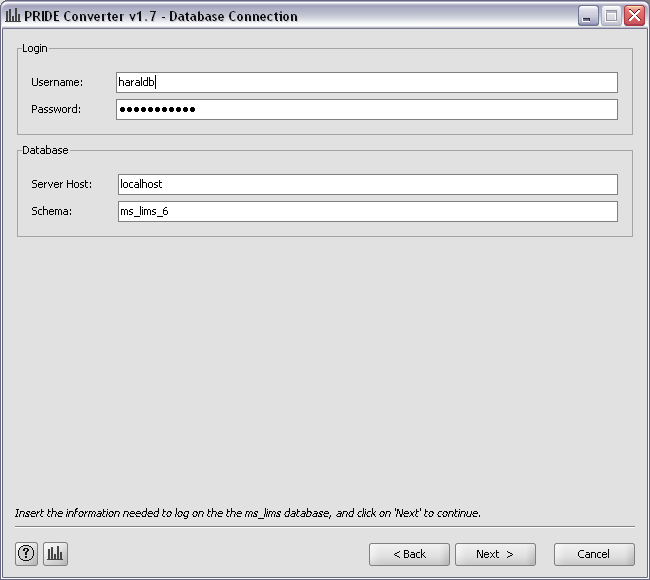 PRIDE Converter v1.7 - Database Connection
Login
Username: haraldb
Password: ●●●●●●●●●●●
Database
Server Host: localhost
Schema: ms_lims_6
Insert the information needed to log on the the ms_lims database, and click on 'Next' to continue.
? < Back Next > Cancel